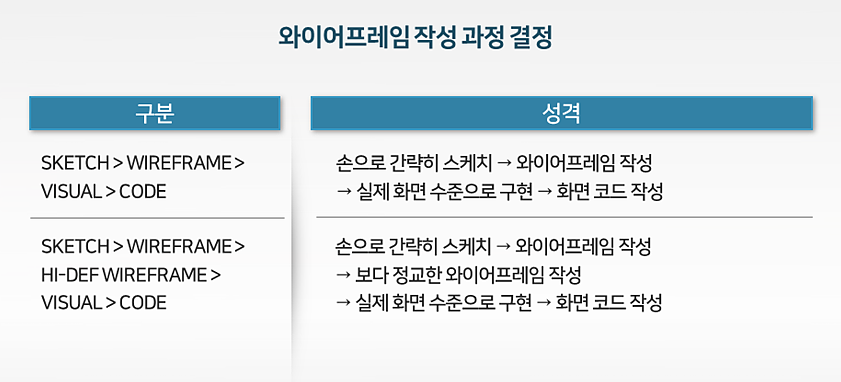 와이어프레임 작성 과정 결정
구분
성격
SKETCH > WIREFRAME >
VISUAL > CODE
손으로 간략히 스케치 → 와이어프레임 작성
→ 실제 화면 수준으로 구현 → 화면 코드 작성
SKETCH > WIREFRAME >
HI-DEF WIREFRAME >
VISUAL > CODE
손으로 간략히 스케치 → 와이어프레임 작성
→ 보다 정교한 와이어프레임 작성
→ 실제 화면 수준으로 구현 → 화면 코드 작성